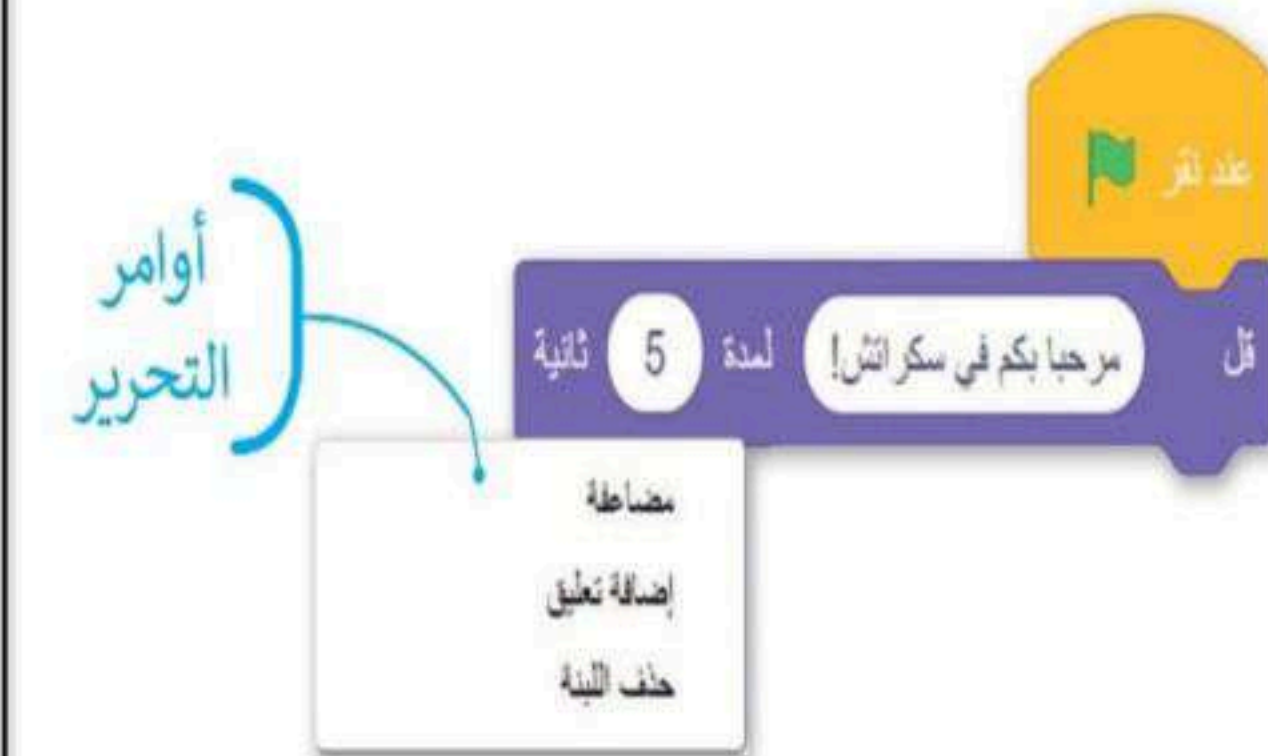 عند نقر
قل مرحبا بكم في سكراتش! لمدة 5 ثانية
أوامر
التحرير
مضاعفة
إضافة تعليق
حذف اللبنة